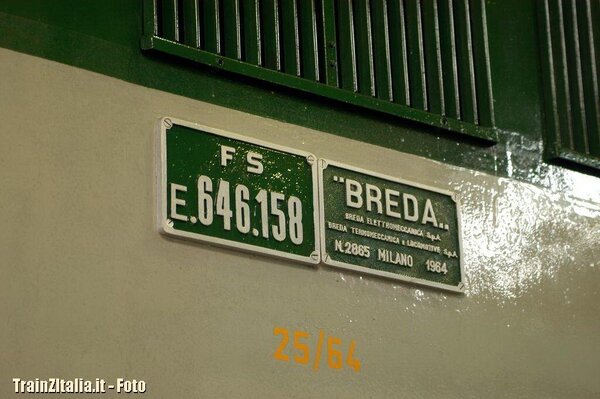 FS
E.646.158
"BREDA"
BREDA ELETTROMECCANICA S.p.A.
BREDA TERMOMECCANICA E LOCOMOTIVE S.p.A.
N.2865 MILANO 1964
25/64
TrainZItalia.it - Foto